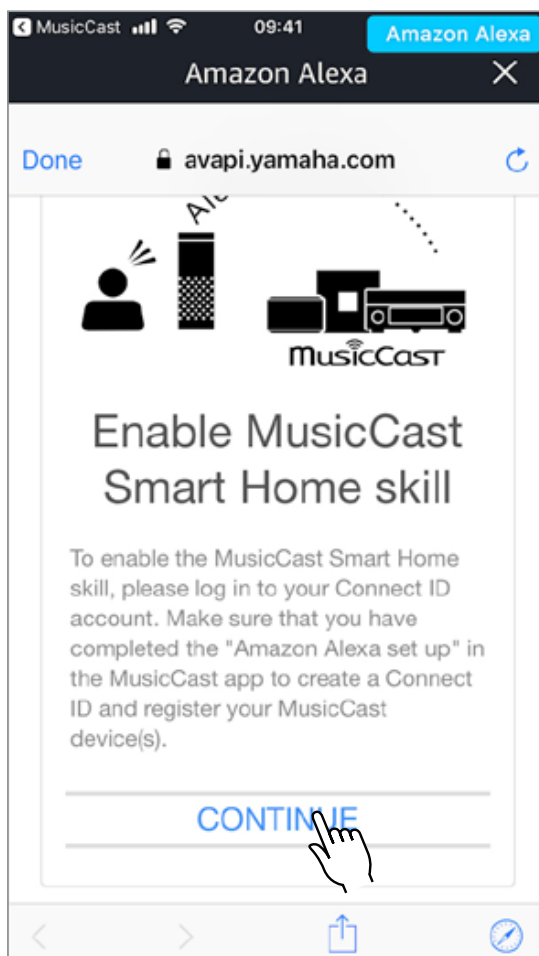 MusicCast 09:41 Amazon Alexa
Amazon Alexa
Done avapi.yamaha.com
MusicCast
Enable MusicCast
Smart Home skill
To enable the MusicCast Smart Home
skill, please log in to your Connect ID
account. Make sure that you have
completed the "Amazon Alexa set up" in
the MusicCast app to create a Connect
ID and register your MusicCast
device(s).
CONTINUE